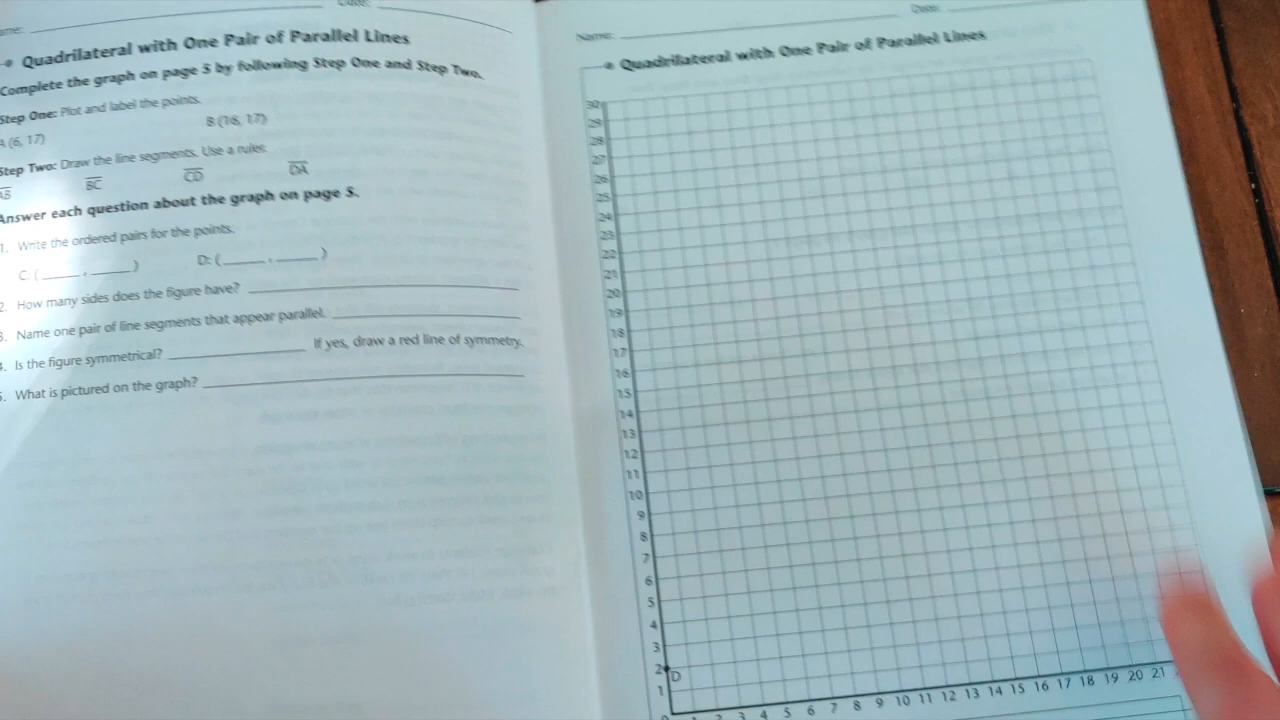 Date:
Quadrilateral with One Pair of Parallel Lines
Complete the graph on page 5 by following Step One and Step Two.
Step One: Plot and label the points.
A (6, 17) B (16, 17)
Step Two: Draw the line segments. Use a ruler.
AB BC CD DA
Answer each question about the graph on page 5.
1. Write the ordered pairs for the points.
C: ( , ) D: ( , )
2. How many sides does the figure have?
3. Name one pair of line segments that appear parallel.
4. Is the figure symmetrical? If yes, draw a red line of symmetry.
5. What is pictured on the graph?
Name: Date:
Quadrilateral with One Pair of Parallel Lines
30
29
28
27
26
25
24
23
22
21
20
19
18
17
16
15
14
13
12
11
10
9
8
7
6
5
4
3
2 D
1
0 1 2 3 4 5 6 7 8 9 10 11 12 13 14 15 16 17 18 19 20 21